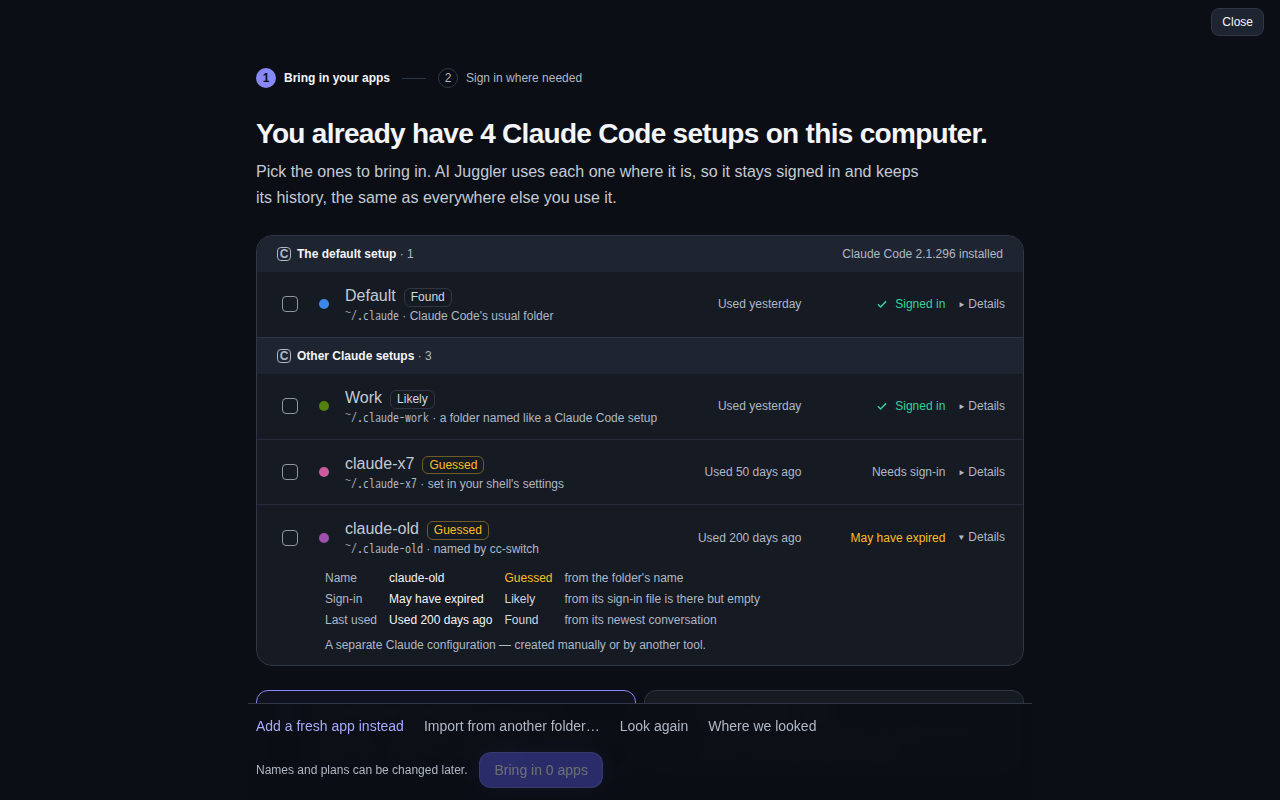 Close
1 Bring in your apps 2 Sign in where needed
You already have 4 Claude Code setups on this computer.
Pick the ones to bring in. AI Juggler uses each one where it is, so it stays signed in and keeps
its history, the same as everywhere else you use it.
C The default setup · 1 Claude Code 2.1.296 installed
Default Found Used yesterday ✓ Signed in ▸ Details
~/.claude · Claude Code's usual folder
C Other Claude setups · 3
Work Likely Used yesterday ✓ Signed in ▸ Details
~/.claude-work · a folder named like a Claude Code setup
claude-x7 Guessed Used 50 days ago Needs sign-in ▸ Details
~/.claude-x7 · set in your shell's settings
claude-old Guessed Used 200 days ago May have expired ▾ Details
~/.claude-old · named by cc-switch
Name claude-old Guessed from the folder's name
Sign-in May have expired Likely from its sign-in file is there but empty
Last used Used 200 days ago Found from its newest conversation
A separate Claude configuration — created manually or by another tool.
Add a fresh app instead Import from another folder… Look again Where we looked
Names and plans can be changed later. Bring in 0 apps